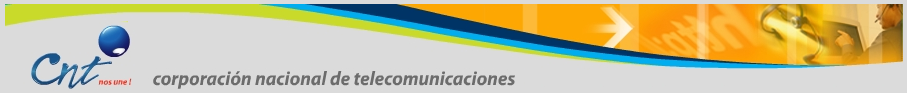 Cnt
nos une!
corporación nacional de telecomunicaciones